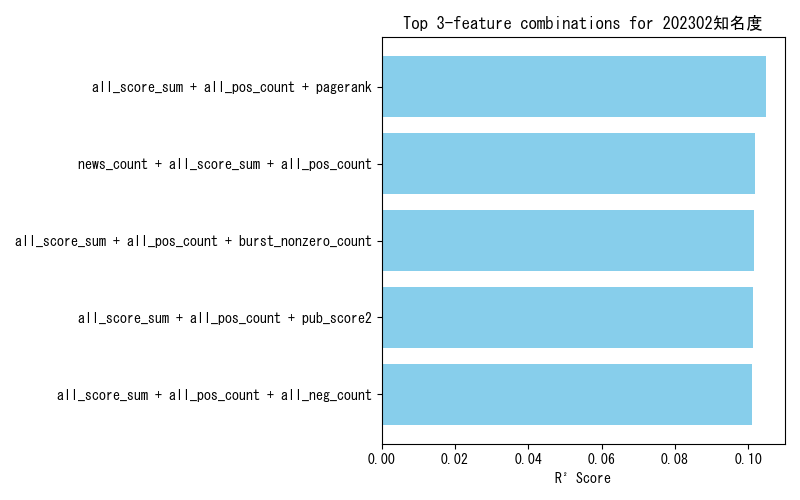 Top 3-feature combinations for 202302知名度
all_score_sum + all_pos_count + pagerank
news_count + all_score_sum + all_pos_count
all_score_sum + all_pos_count + burst_nonzero_count
all_score_sum + all_pos_count + pub_score2
all_score_sum + all_pos_count + all_neg_count
0.00 0.02 0.04 0.06 0.08 0.10
R² Score